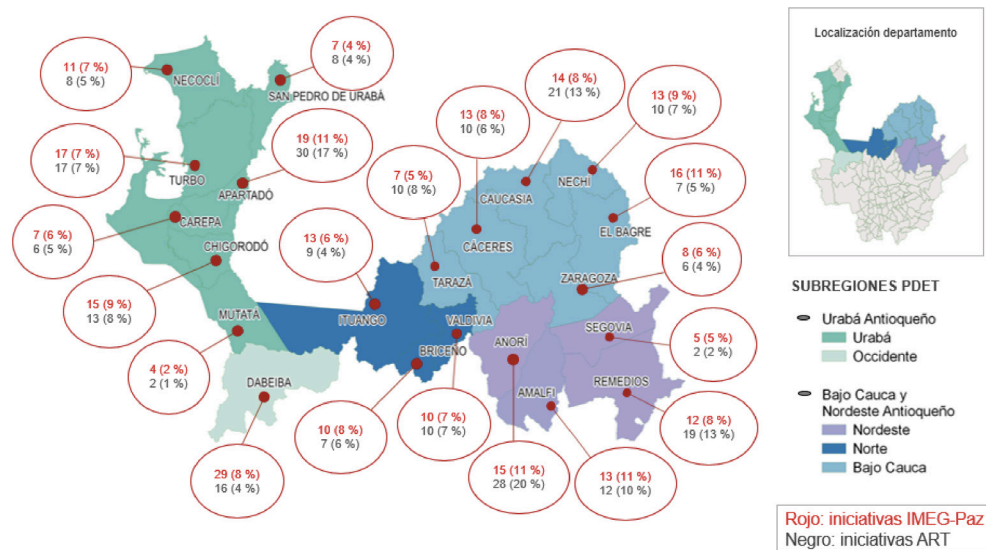 7 (4 %)
8 (4 %)
11 (7 %)
8 (5 %)
NECOCLÍ
SAN PEDRO DE URABÁ
14 (8 %)
21 (13 %)
13 (9 %)
10 (7 %)
13 (8 %)
10 (6 %)
19 (11 %)
30 (17 %)
17 (7 %)
17 (7 %)
TURBO
APARTADÓ
7 (5 %)
10 (8 %)
NECHÍ
CAUCASIA
16 (11 %)
7 (5 %)
CAREPA
7 (6 %)
6 (5 %)
CHIGORODÓ
13 (6 %)
9 (4 %)
CÁCERES
EL BAGRE
8 (6 %)
6 (4 %)
TARAZÁ
ZARAGOZA
15 (9 %)
13 (8 %)
MUTATA
ITUANGO
VALDIVIA
SEGOVIA
ANORÍ
BRICEÑO
5 (5 %)
2 (2 %)
4 (2 %)
2 (1 %)
DABEIBA
AMALFI
REMEDIOS
10 (8 %)
7 (6 %)
10 (7 %)
10 (7 %)
12 (8 %)
19 (13 %)
29 (8 %)
16 (4 %)
15 (11 %)
28 (20 %)
13 (11 %)
12 (10 %)
Localización departamento
SUBREGIONES PDET
Urabá Antioqueño
Urabá
Occidente
Bajo Cauca y
Nordeste Antioqueño
Nordeste
Norte
Bajo Cauca
Rojo: iniciativas IMEG-Paz
Negro: iniciativas ART